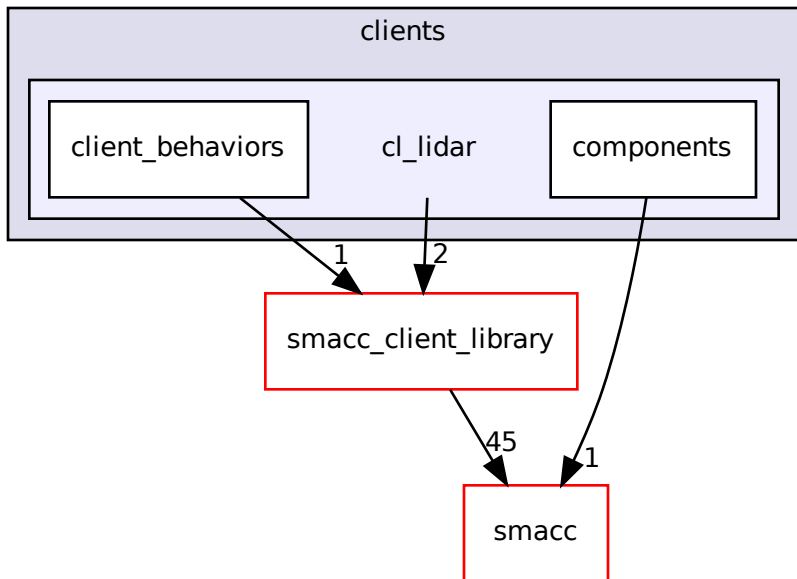 clients
client_behaviors
cl_lidar
components
1
2
smacc_client_library
45
1
smacc